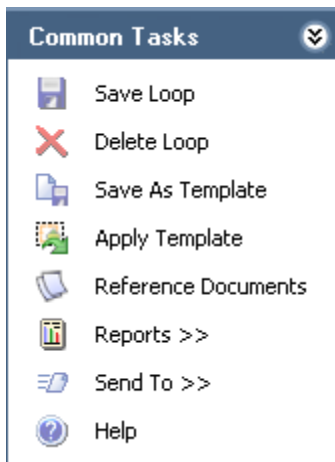 Common Tasks
Save Loop
Delete Loop
Save As Template
Apply Template
Reference Documents
Reports >>
Send To >>
Help